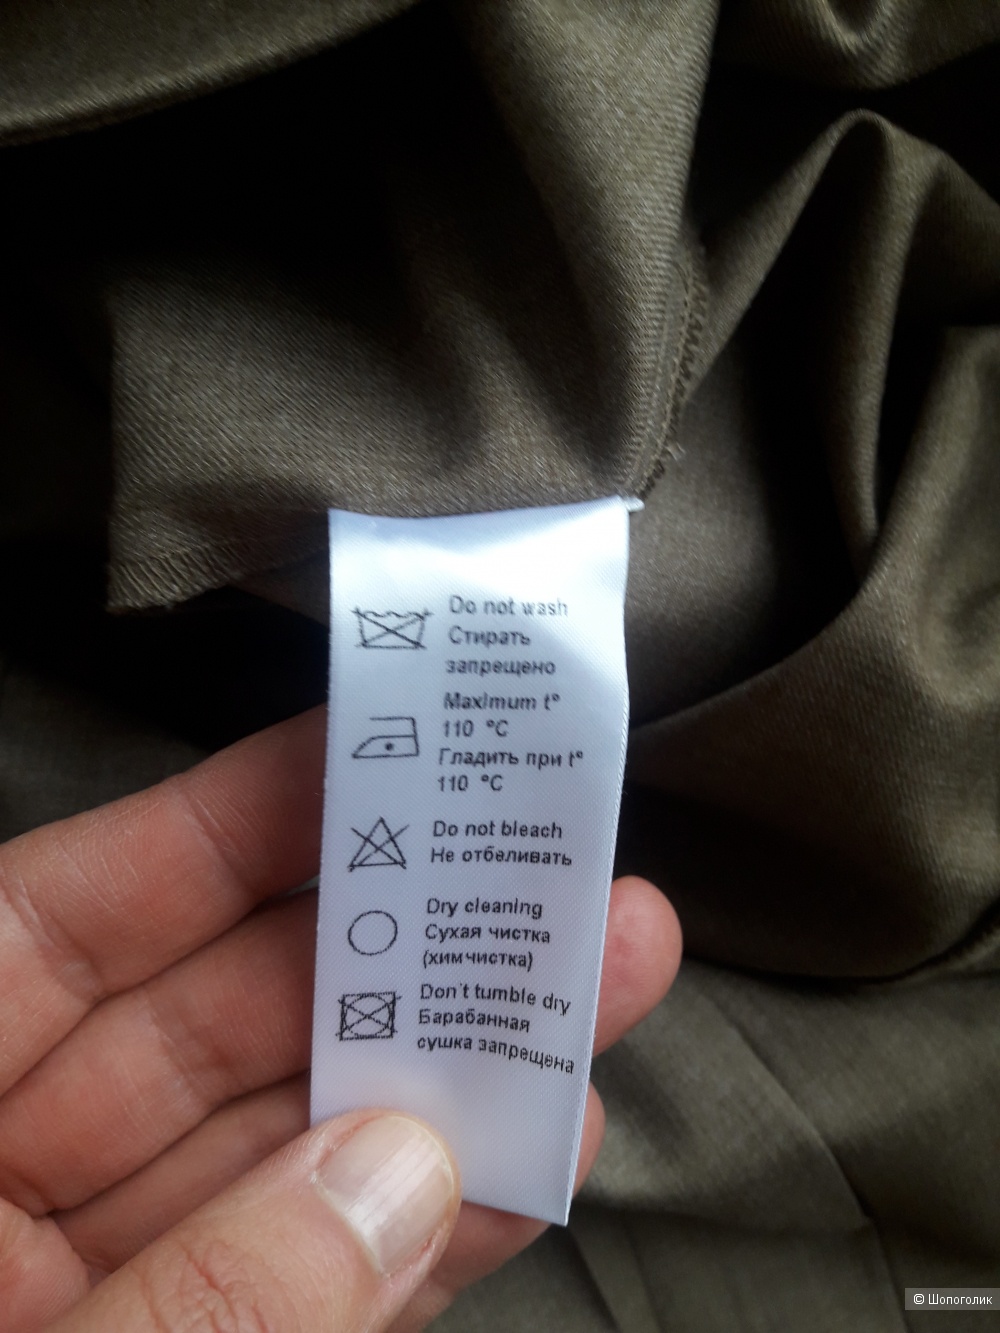 Do not wash
Стирать
запрещено
Maximum t°
110 °C
Гладить при t°
110 °C
Do not bleach
Не отбеливать
Dry cleaning
Сухая чистка
(химчистка)
Don't tumble dry
Барабанная
сушка запрещена
© Шопоголик